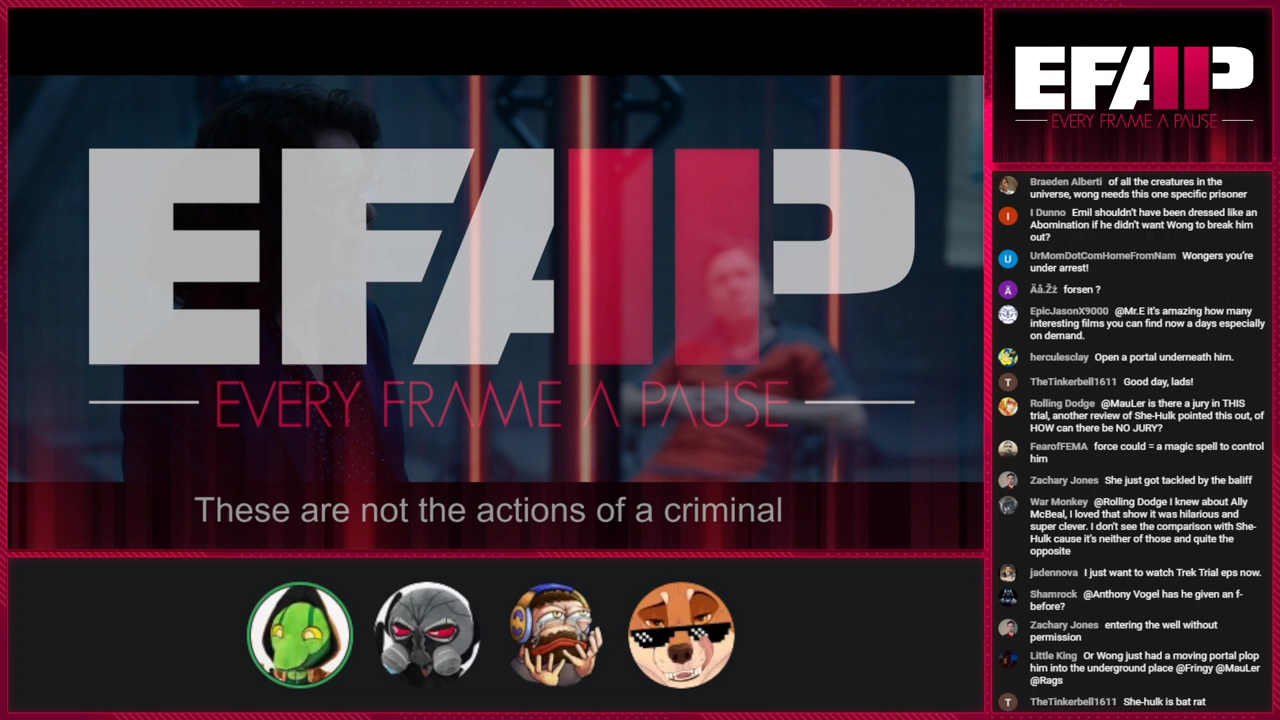 EFAP
EVERY FRAME A PAUSE
These are not the actions of a criminal
EFAP
EVERY FRAME A PAUSE
Braeden Alberti of all the creatures in the
universe, wong needs this one specific prisoner
I
I Dunno Emil shouldn't have been dressed like an
Abomination if he didn't want Wong to break him
out?
U
UrMomDotComHomeFromNam Wongers you're
under arrest!
Ä
Äå.Žż forsen ?
EpicJasonX9000 @Mr.E it's amazing how many
interesting films you can find now a days especially
on demand.
herculesclay Open a portal underneath him.
T
TheTinkerbell1611 Good day, lads!
Rolling Dodge @MauLer is there a jury in THIS
trial, another review of She-Hulk pointed this out, of
HOW can there be NO JURY?
FearofFEMA force could = a magic spell to control
him
Zachary Jones She just got tackled by the baliff
War Monkey @Rolling Dodge I knew about Ally
McBeal, I loved that show it was hilarious and
super clever. I don't see the comparison with She-
Hulk cause it's neither of those and quite the
opposite
jadennova I just want to watch Trek Trial eps now.
Shamrock @Anthony Vogel has he given an f-
before?
Zachary Jones entering the well without
permission
Little King Or Wong just had a moving portal plop
him into the underground place @Fringy @MauLer
@Rags
T
TheTinkerbell1611 She-hulk is bat rat